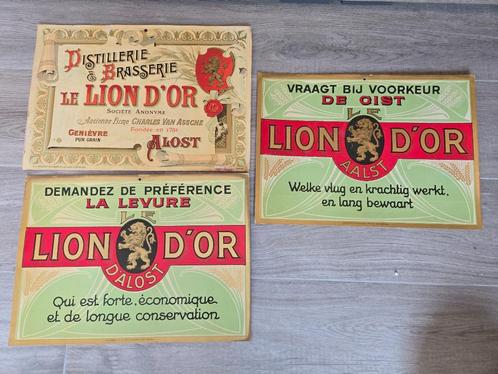 DISTILLERIE
& BRASSERIE
LE LION D'OR
SOCIÉTÉ ANONYME
Ancienne Firme CHARLES VAN ASSCHE
Fondée en 1781
GENIÈVRE
PUR GRAIN
ALOST
VRAAGT BIJ VOORKEUR
DE GIST
LE
LION D'OR
AALST
Welke vlug en krachtig werkt,
en lang bewaart
DEMANDEZ DE PRÉFÉRENCE
LA LEVURE
LE
LION D'OR
D'ALOST
Qui est forte, économique
et de longue conservation